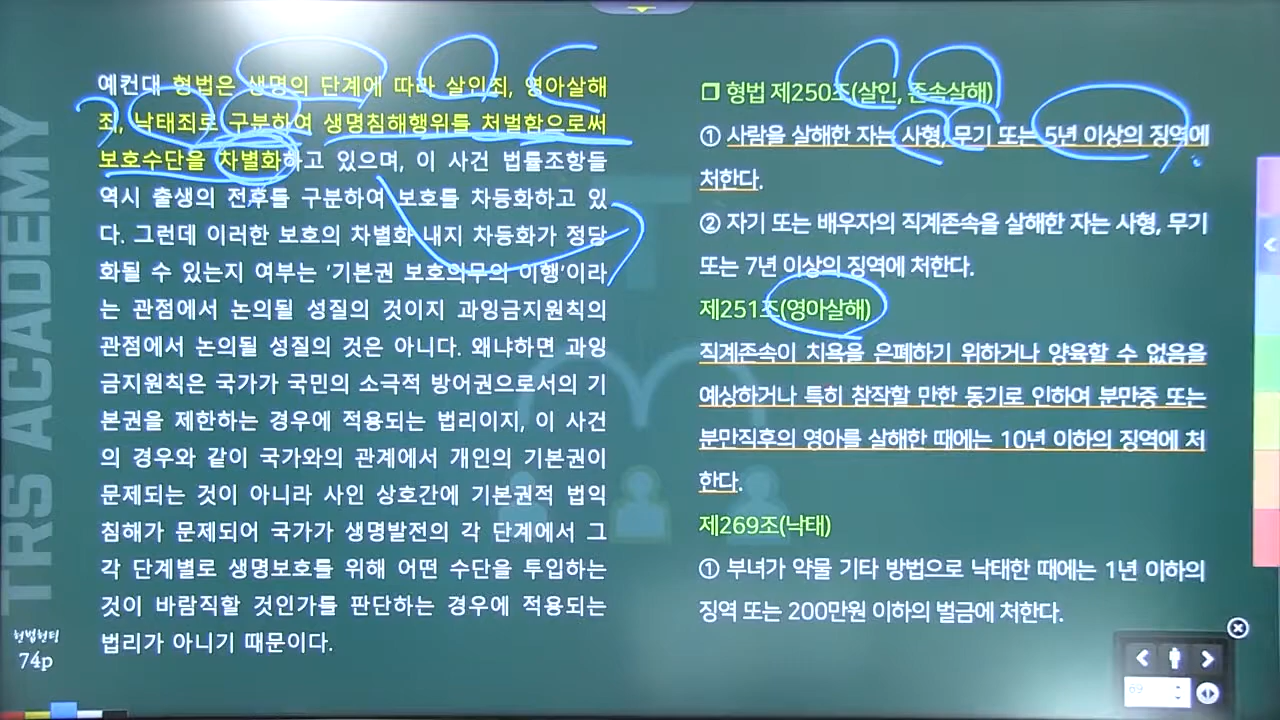 예컨대 형법은 생명의 단계에 따라 살인죄, 영아살해
죄, 낙태죄로 구분하여 생명침해행위를 처벌함으로써
보호수단을 차별화하고 있으며, 이 사건 법률조항들
역시 출생의 전후를 구분하여 보호를 차등화하고 있
다. 그런데 이러한 보호의 차별화 내지 차등화가 정당
화될 수 있는지 여부는 '기본권 보호의무의 이행'이라
는 관점에서 논의될 성질의 것이지 과잉금지원칙의
관점에서 논의될 성질의 것은 아니다. 왜냐하면 과잉
금지원칙은 국가가 국민의 소극적 방어권으로서의 기
본권을 제한하는 경우에 적용되는 법리이지, 이 사건
의 경우와 같이 국가와의 관계에서 개인의 기본권이
문제되는 것이 아니라 사인 상호간에 기본권적 법익
침해가 문제되어 국가가 생명발전의 각 단계에서 그
각 단계별로 생명보호를 위해 어떤 수단을 투입하는
것이 바람직할 것인가를 판단하는 경우에 적용되는
법리가 아니기 때문이다.
❐ 형법 제250조(살인, 존속살해)
① 사람을 살해한 자는 사형, 무기 또는 5년 이상의 징역에
처한다.
② 자기 또는 배우자의 직계존속을 살해한 자는 사형, 무기
또는 7년 이상의 징역에 처한다.
제251조(영아살해)
직계존속이 치욕을 은폐하기 위하거나 양육할 수 없음을
예상하거나 특히 참작할 만한 동기로 인하여 분만중 또는
분만직후의 영아를 살해한 때에는 10년 이하의 징역에 처
한다.
제269조(낙태)
① 부녀가 약물 기타 방법으로 낙태한 때에는 1년 이하의
징역 또는 200만원 이하의 벌금에 처한다.
TRS ACADEMY
헌법헌팅
74p